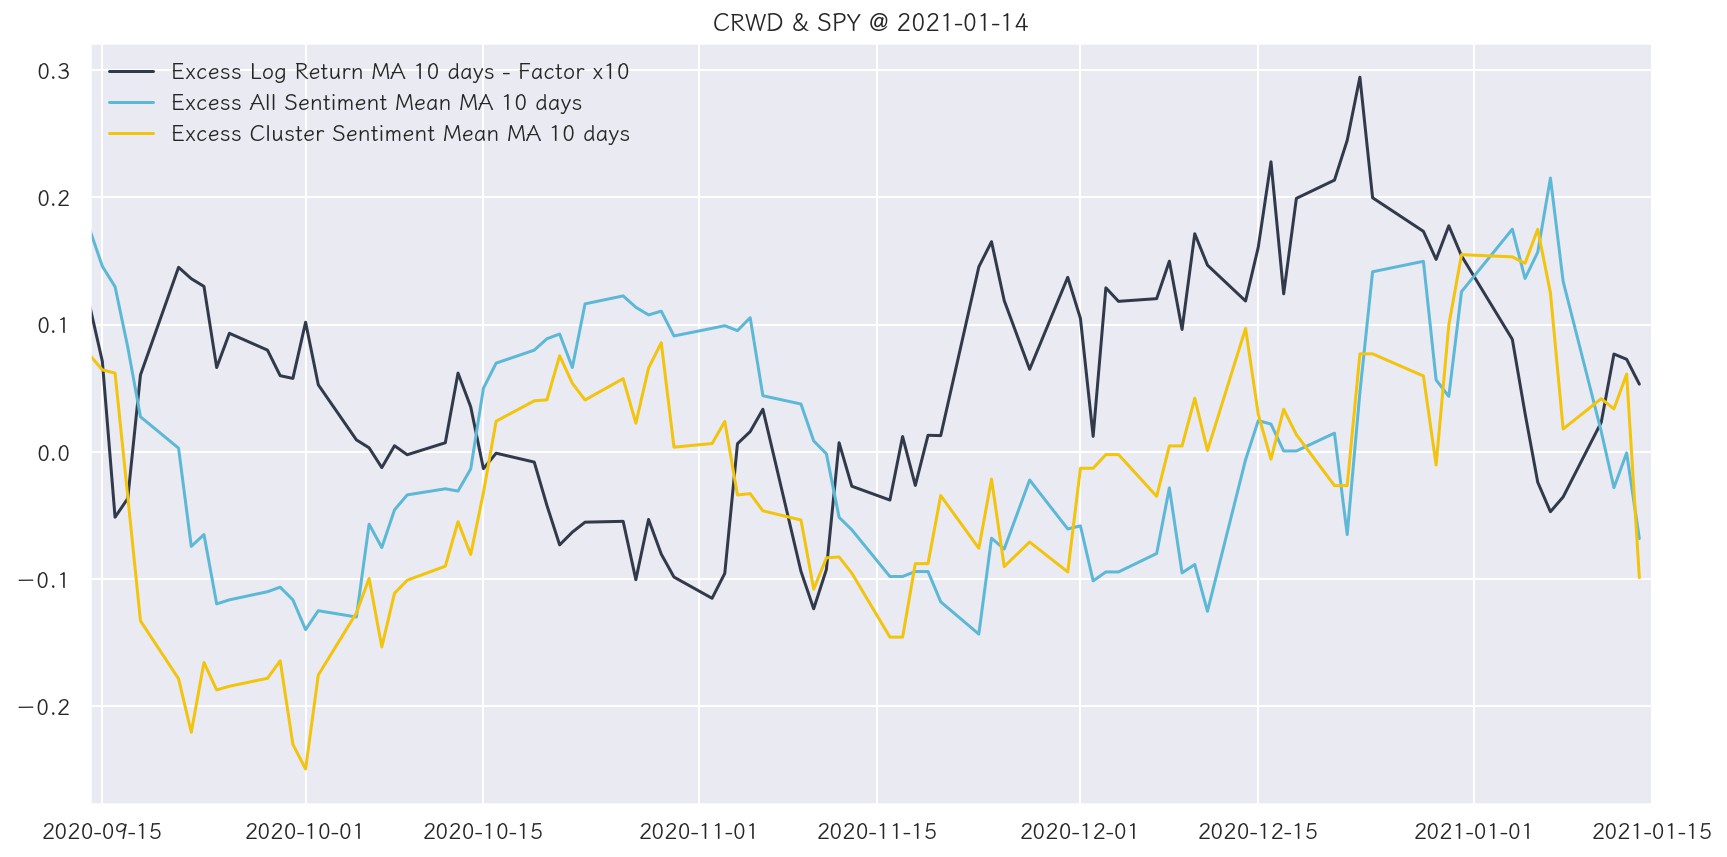 CRWD & SPY @ 2021-01-14
Excess Log Return MA 10 days - Factor x10
Excess All Sentiment Mean MA 10 days
Excess Cluster Sentiment Mean MA 10 days
0.3
0.2
0.1
0.0
−0.1
−0.2
2020-09-15 2020-10-01 2020-10-15 2020-11-01 2020-11-15 2020-12-01 2020-12-15 2021-01-01 2021-01-15